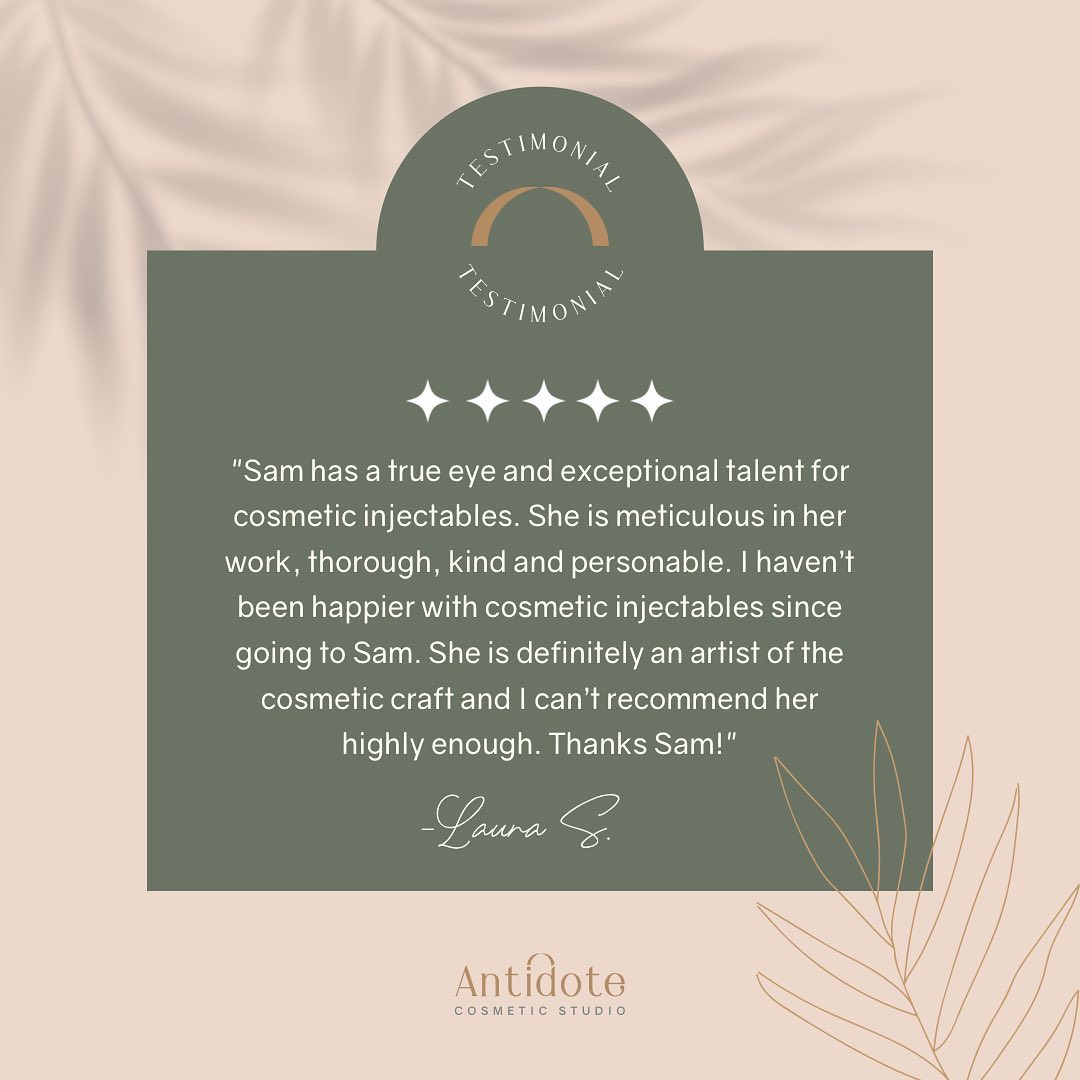 TESTIMONIAL
TESTIMONIAL
"Sam has a true eye and exceptional talent for
cosmetic injectables. She is meticulous in her
work, thorough, kind and personable. I haven’t
been happier with cosmetic injectables since
going to Sam. She is definitely an artist of the
cosmetic craft and I can’t recommend her
highly enough. Thanks Sam!"
-Laura S.
Antidote
COSMETIC STUDIO